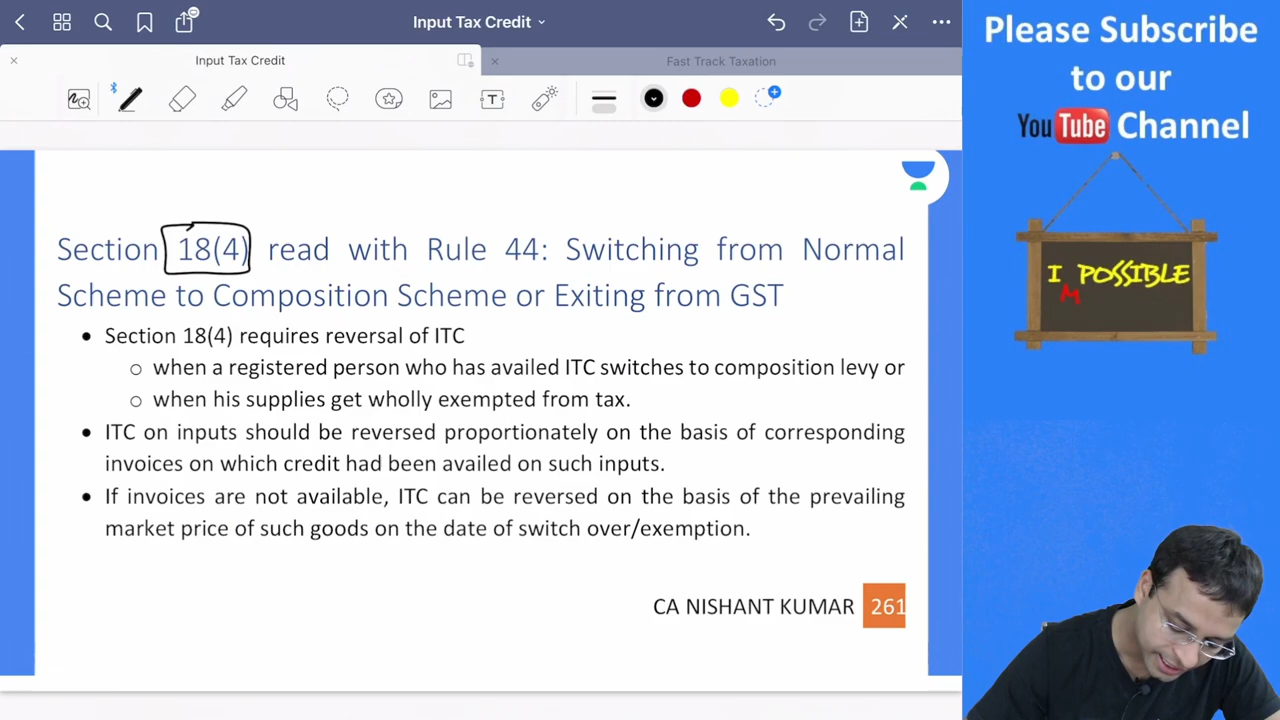 Input Tax Credit
Please Subscribe
to our
YouTube Channel
Input Tax Credit
Fast Track Taxation
T
I POSSIBLE
M
Section 18(4) read with Rule 44: Switching from Normal
Scheme to Composition Scheme or Exiting from GST
• Section 18(4) requires reversal of ITC
o when a registered person who has availed ITC switches to composition levy or
o when his supplies get wholly exempted from tax.
• ITC on inputs should be reversed proportionately on the basis of corresponding
invoices on which credit had been availed on such inputs.
• If invoices are not available, ITC can be reversed on the basis of the prevailing
market price of such goods on the date of switch over/exemption.
CA NISHANT KUMAR 261